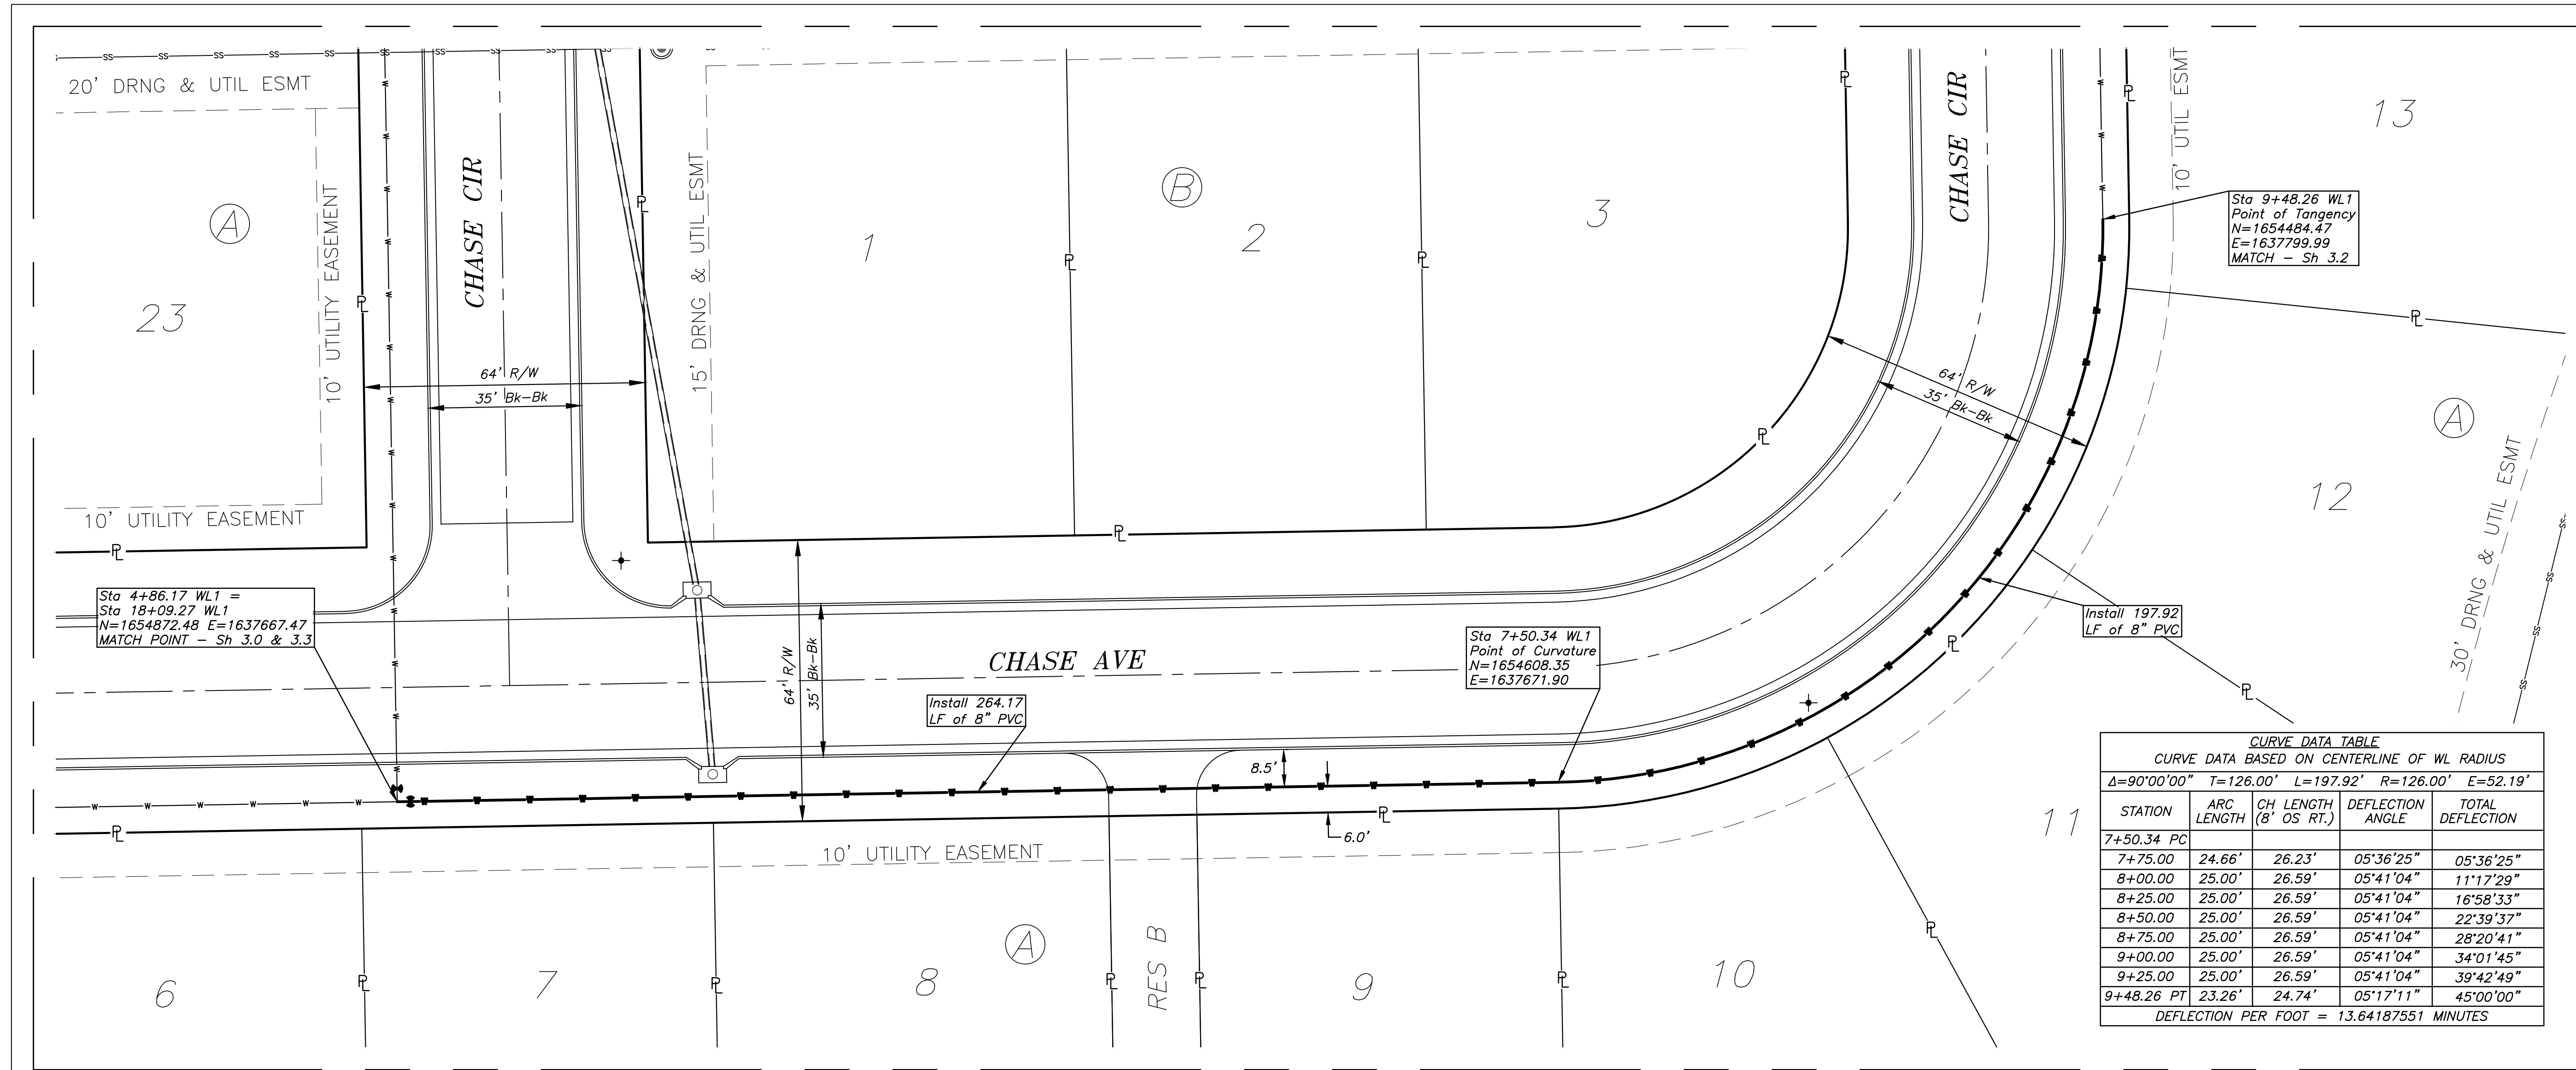 20' DRNG & UTIL ESMT
A
23
10' UTILITY EASEMENT
10' UTILITY EASEMENT
CHASE CIR
64' R/W
35' Bk-Bk
15' DRNG & UTIL ESMT
1
B
2
3
CHASE CIR
64' R/W
35' Bk-Bk
10' UTIL ESMT
13
Sta 9+48.26 WL1
Point of Tangency
N=1654484.47
E=1637799.99
MATCH - Sh 3.2
A
12
30' DRNG & UTIL ESMT
Sta 4+86.17 WL1 =
Sta 18+09.27 WL1
N=1654872.48 E=1637667.47
MATCH POINT - Sh 3.0 & 3.3
64' R/W
35' Bk-Bk
CHASE AVE
Install 264.17
LF of 8" PVC
Sta 7+50.34 WL1
Point of Curvature
N=1654608.35
E=1637671.90
Install 197.92
LF of 8" PVC
8.5'
6.0'
10' UTILITY EASEMENT
6
7
8
A
RES B
9
10
11
CURVE DATA TABLE
CURVE DATA BASED ON CENTERLINE OF WL RADIUS
Δ=90°00'00" T=126.00' L=197.92' R=126.00' E=52.19'
STATION ARC LENGTH CH LENGTH (8' OS RT.) DEFLECTION ANGLE TOTAL DEFLECTION
7+50.34 PC
7+75.00 24.66' 26.23' 05°36'25" 05°36'25"
8+00.00 25.00' 26.59' 05°41'04" 11°17'29"
8+25.00 25.00' 26.59' 05°41'04" 16°58'33"
8+50.00 25.00' 26.59' 05°41'04" 22°39'37"
8+75.00 25.00' 26.59' 05°41'04" 28°20'41"
9+00.00 25.00' 26.59' 05°41'04" 34°01'45"
9+25.00 25.00' 26.59' 05°41'04" 39°42'49"
9+48.26 PT 23.26' 24.74' 05°17'11" 45°00'00"
DEFLECTION PER FOOT = 13.64187551 MINUTES